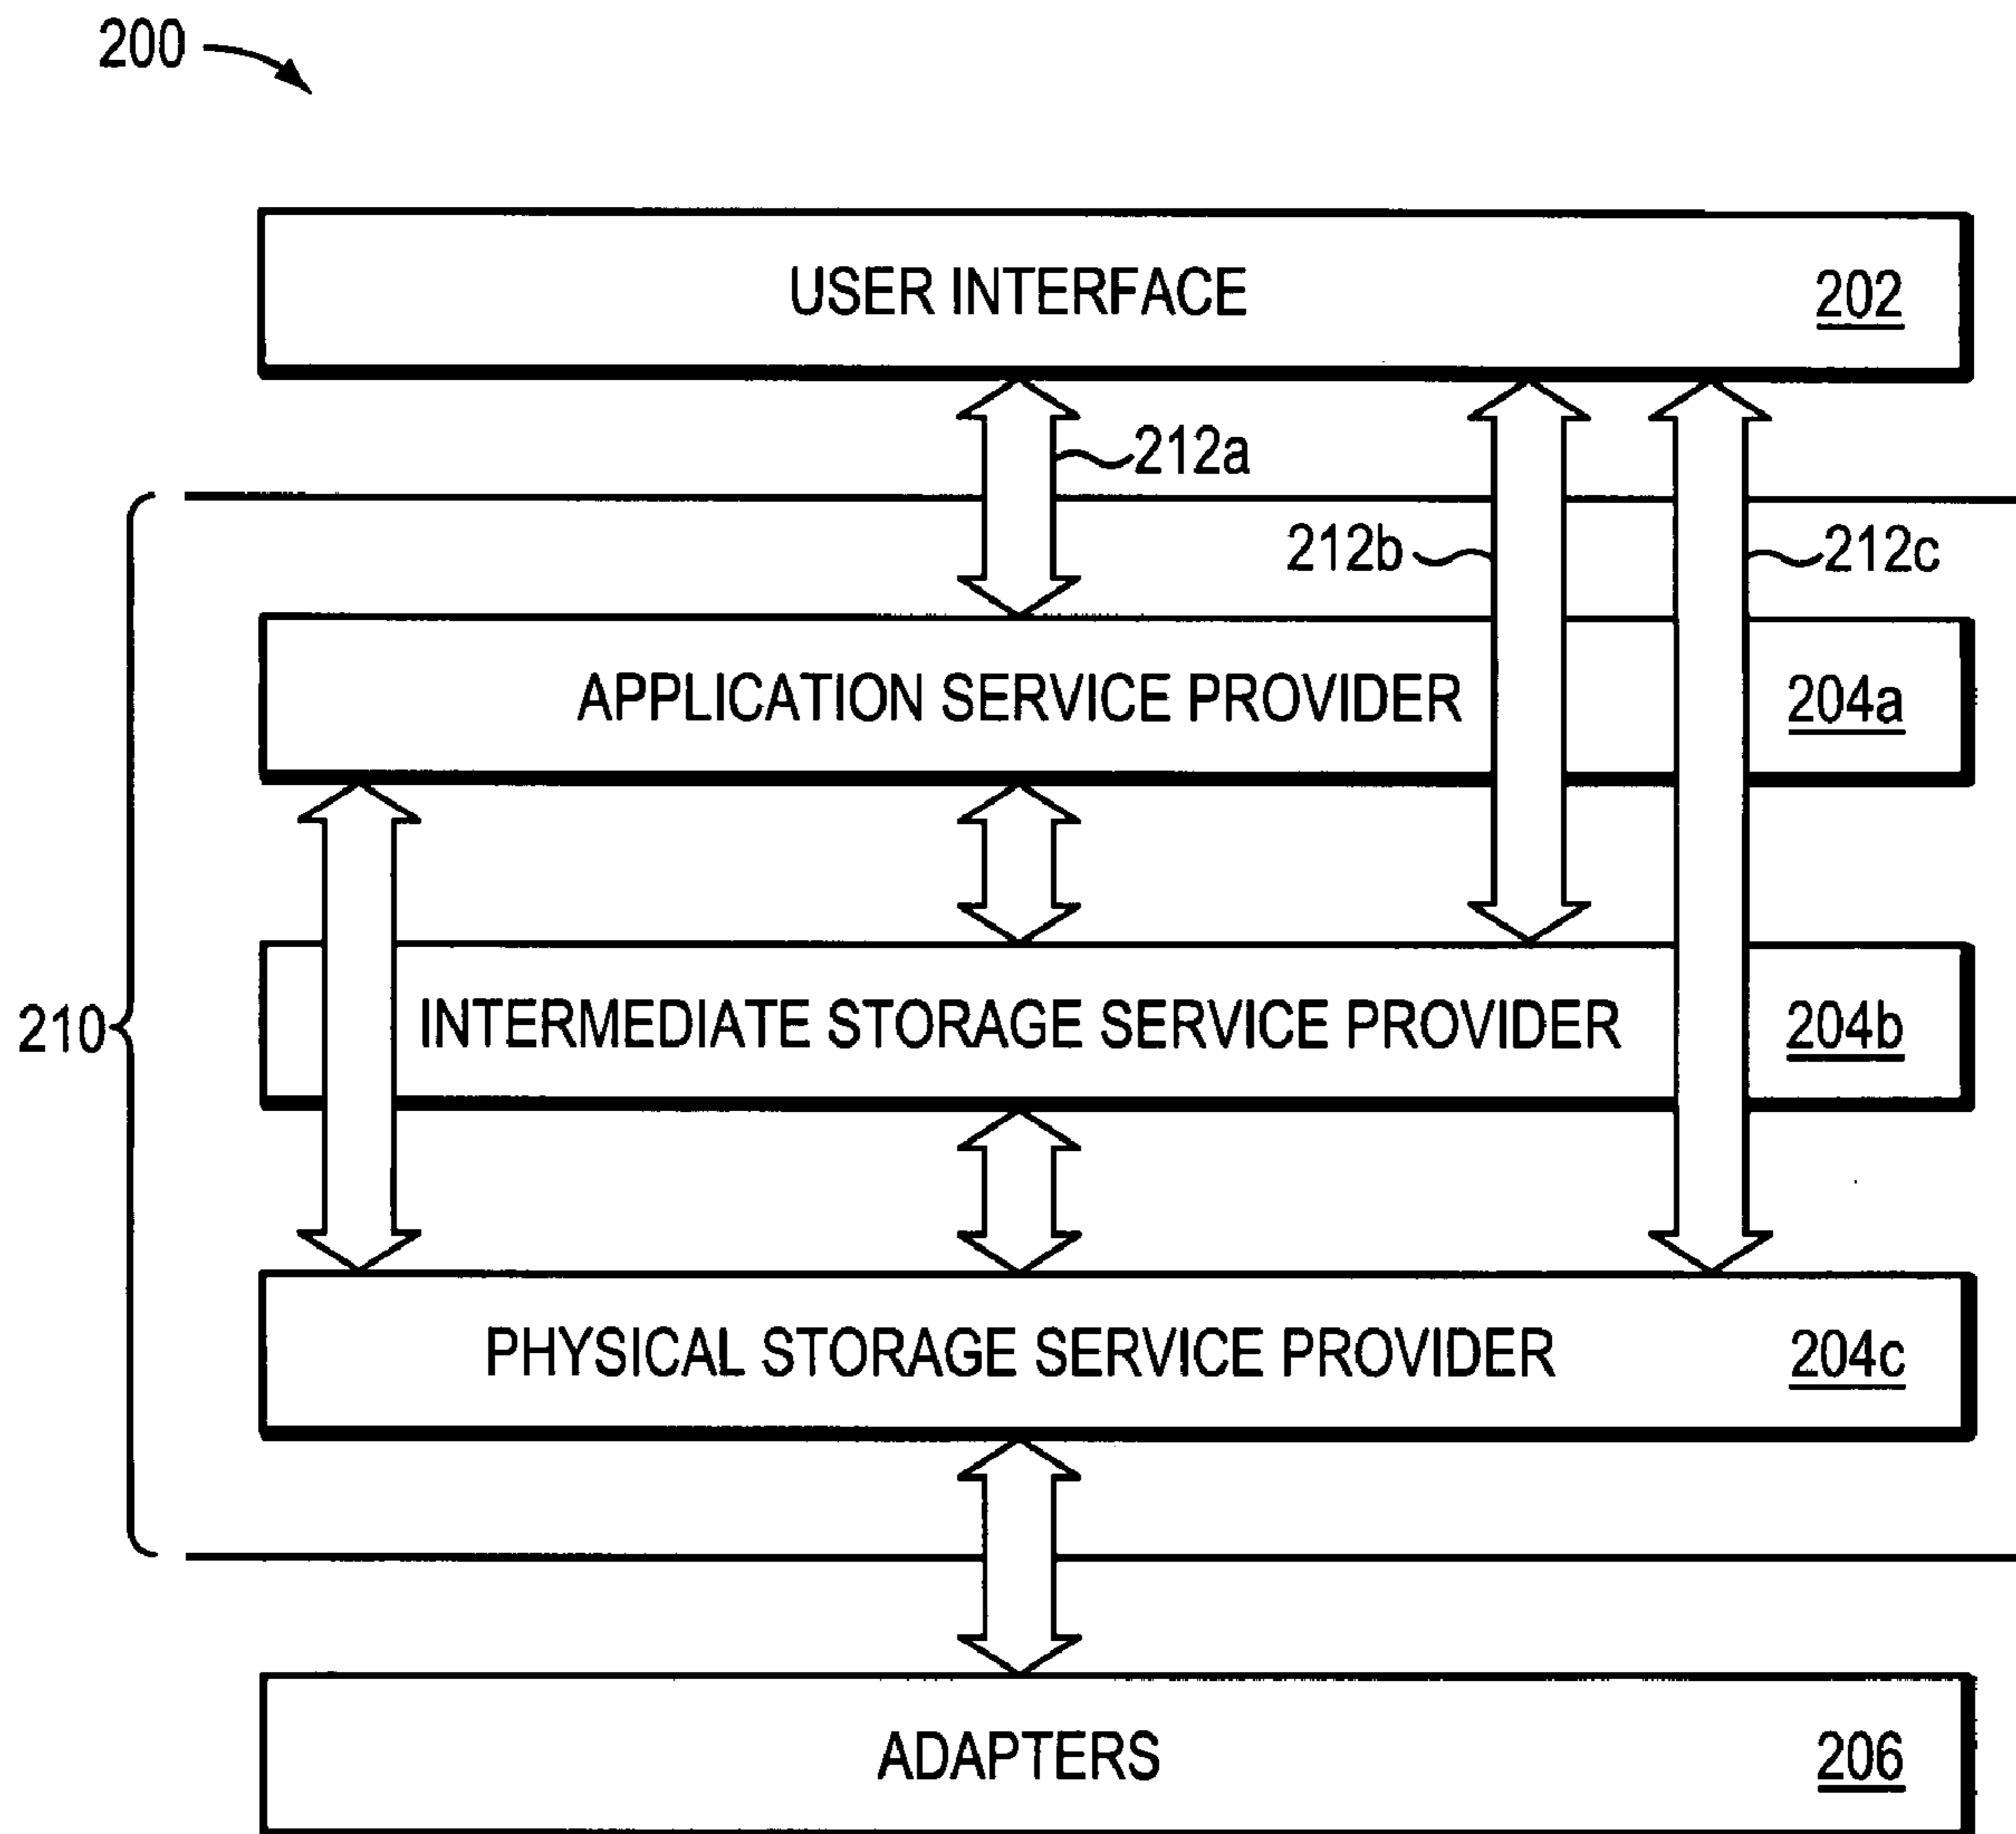 200
USER INTERFACE 202
212a
212b 212c
APPLICATION SERVICE PROVIDER 204a
INTERMEDIATE STORAGE SERVICE PROVIDER 204b
210
PHYSICAL STORAGE SERVICE PROVIDER 204c
ADAPTERS 206